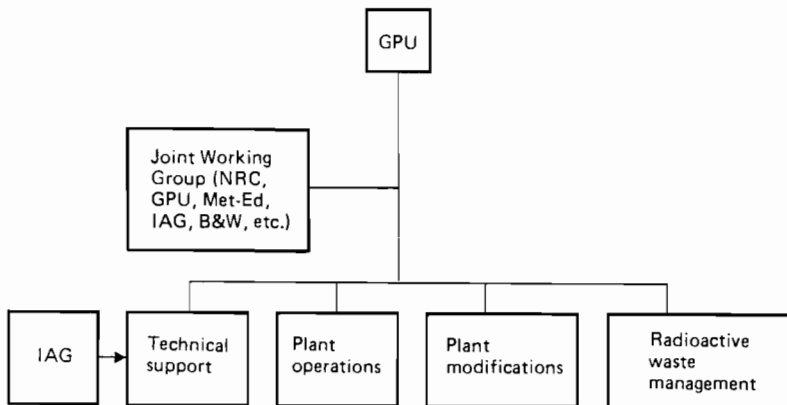 GPU
Joint Working
Group (NRC,
GPU, Met-Ed,
IAG, B&W, etc.)
IAG
Technical
support
Plant
operations
Plant
modifications
Radioactive
waste
management